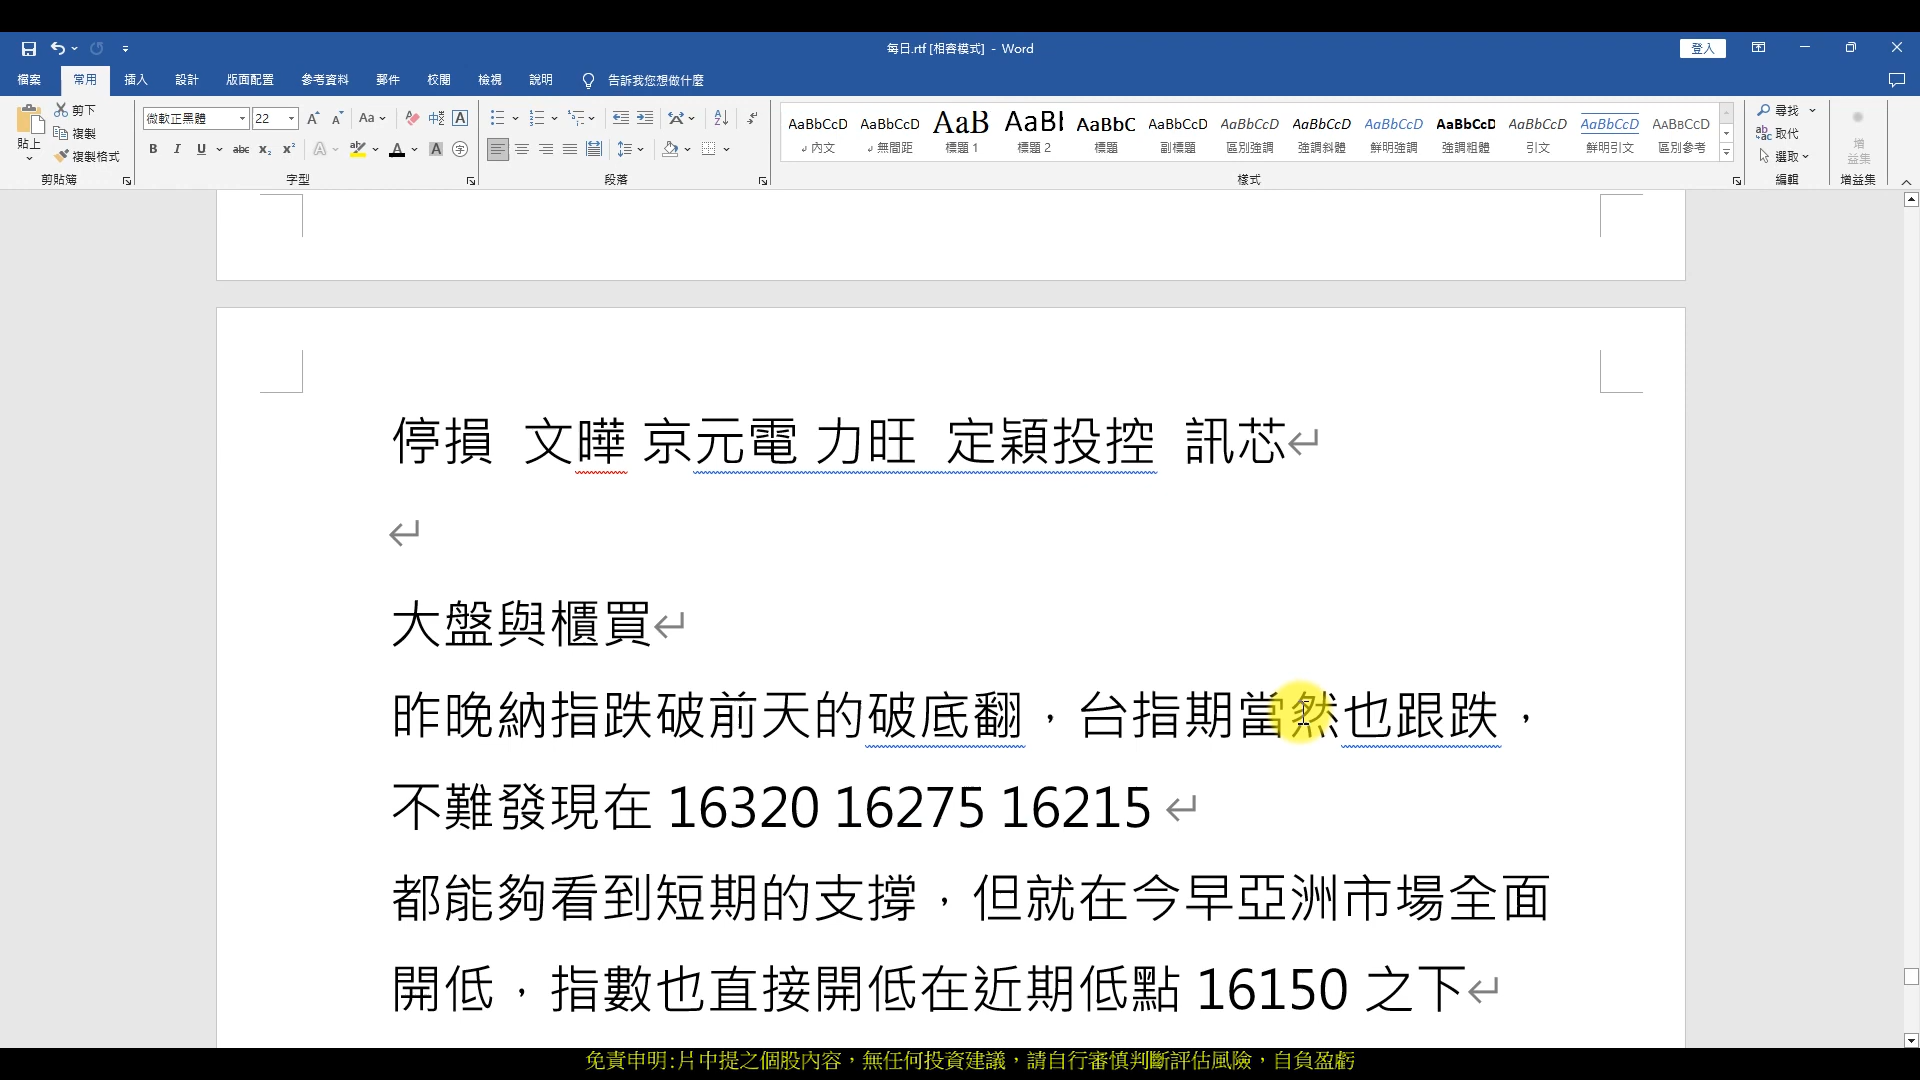 每日.rtf [相容模式] - Word
登入
檔案 常用 插入 設計 版面配置 參考資料 郵件 校閱 檢視 說明 告訴我您想做什麼
貼上
剪下
複製
複製格式
剪貼簿
微軟正黑體 22
字型
段落
AaBbCcD 內文
AaBbCcD 無間距
AaB 標題 1
AaBl 標題 2
AaBbC 標題
AaBbCcD 副標題
AaBbCcD 區別強調
AaBbCcD 強調斜體
AaBbCcD 鮮明強調
AaBbCcD 強調粗體
AaBbCcD 引文
AaBbCcD 鮮明引文
AABBCCD 區別參考
樣式
尋找
取代
選取
編輯
增益集
增益集
停損 文曄 京元電 力旺 定穎投控 訊芯
大盤與櫃買
昨晚納指跌破前天的破底翻，台指期當然也跟跌，
不難發現在 16320 16275 16215
都能夠看到短期的支撐，但就在今早亞洲市場全面
開低，指數也直接開低在近期低點 16150 之下
免責申明:片中提之個股內容，無任何投資建議，請自行審慎判斷評估風險，自負盈虧